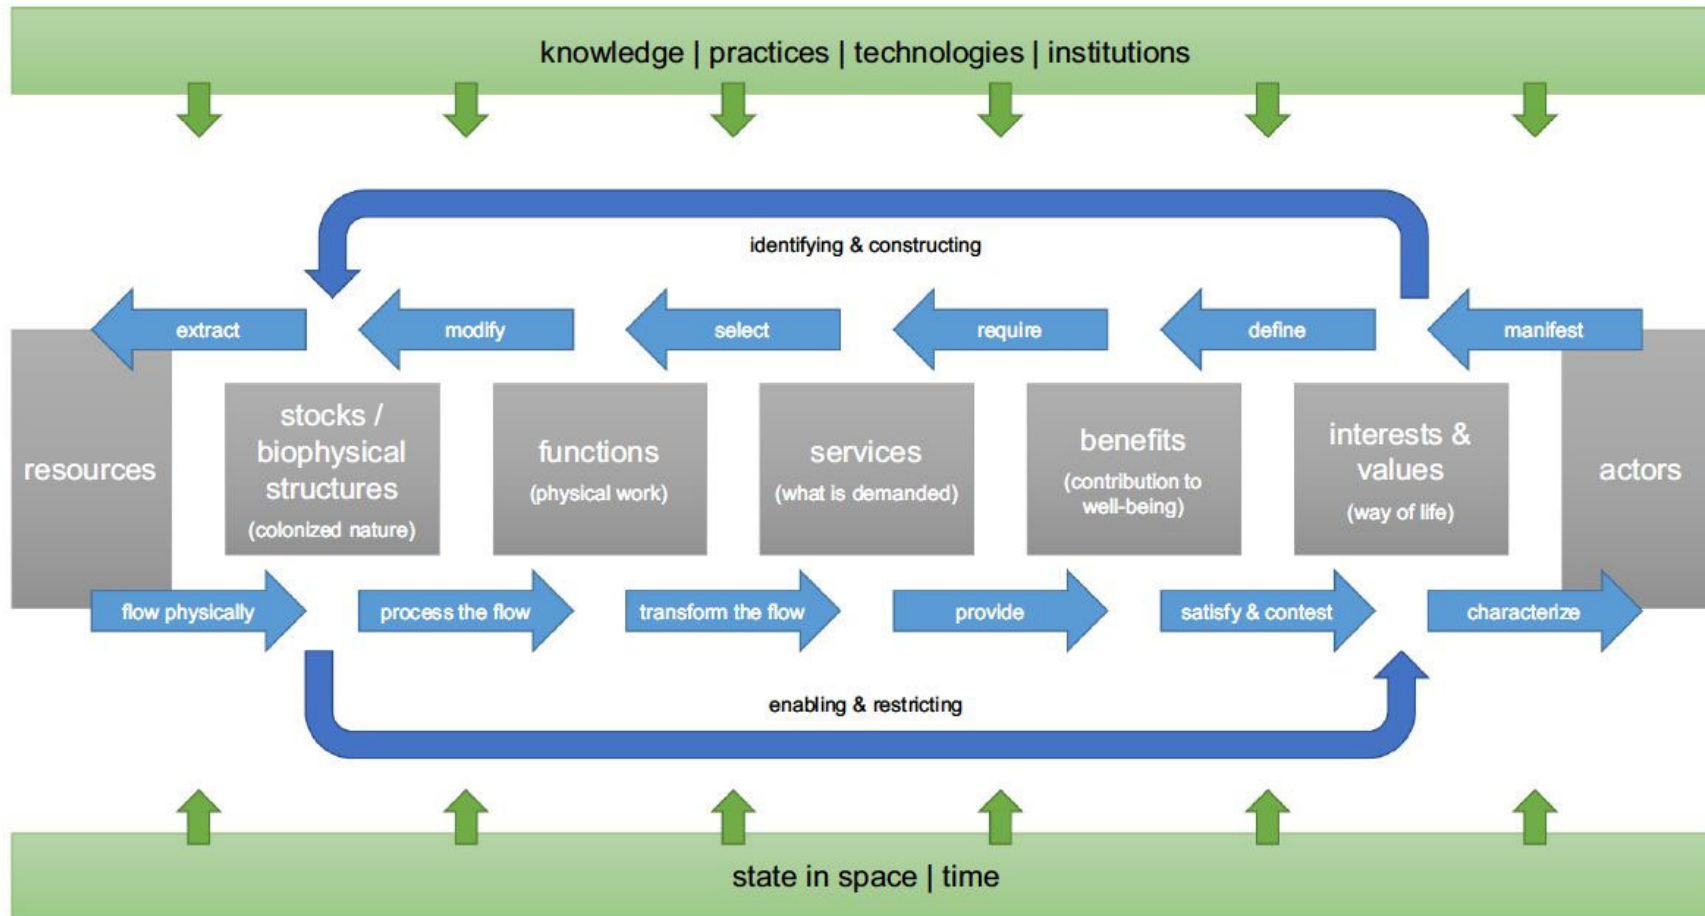 knowledge | practices | technologies | institutions
identifying & constructing
extract
modify
select
require
define
manifest
resources
stocks /
biophysical
structures
(colonized nature)
functions
(physical work)
services
(what is demanded)
benefits
(contribution to
well-being)
interests &
values
(way of life)
actors
flow physically
process the flow
transform the flow
provide
satisfy & contest
characterize
enabling & restricting
state in space | time